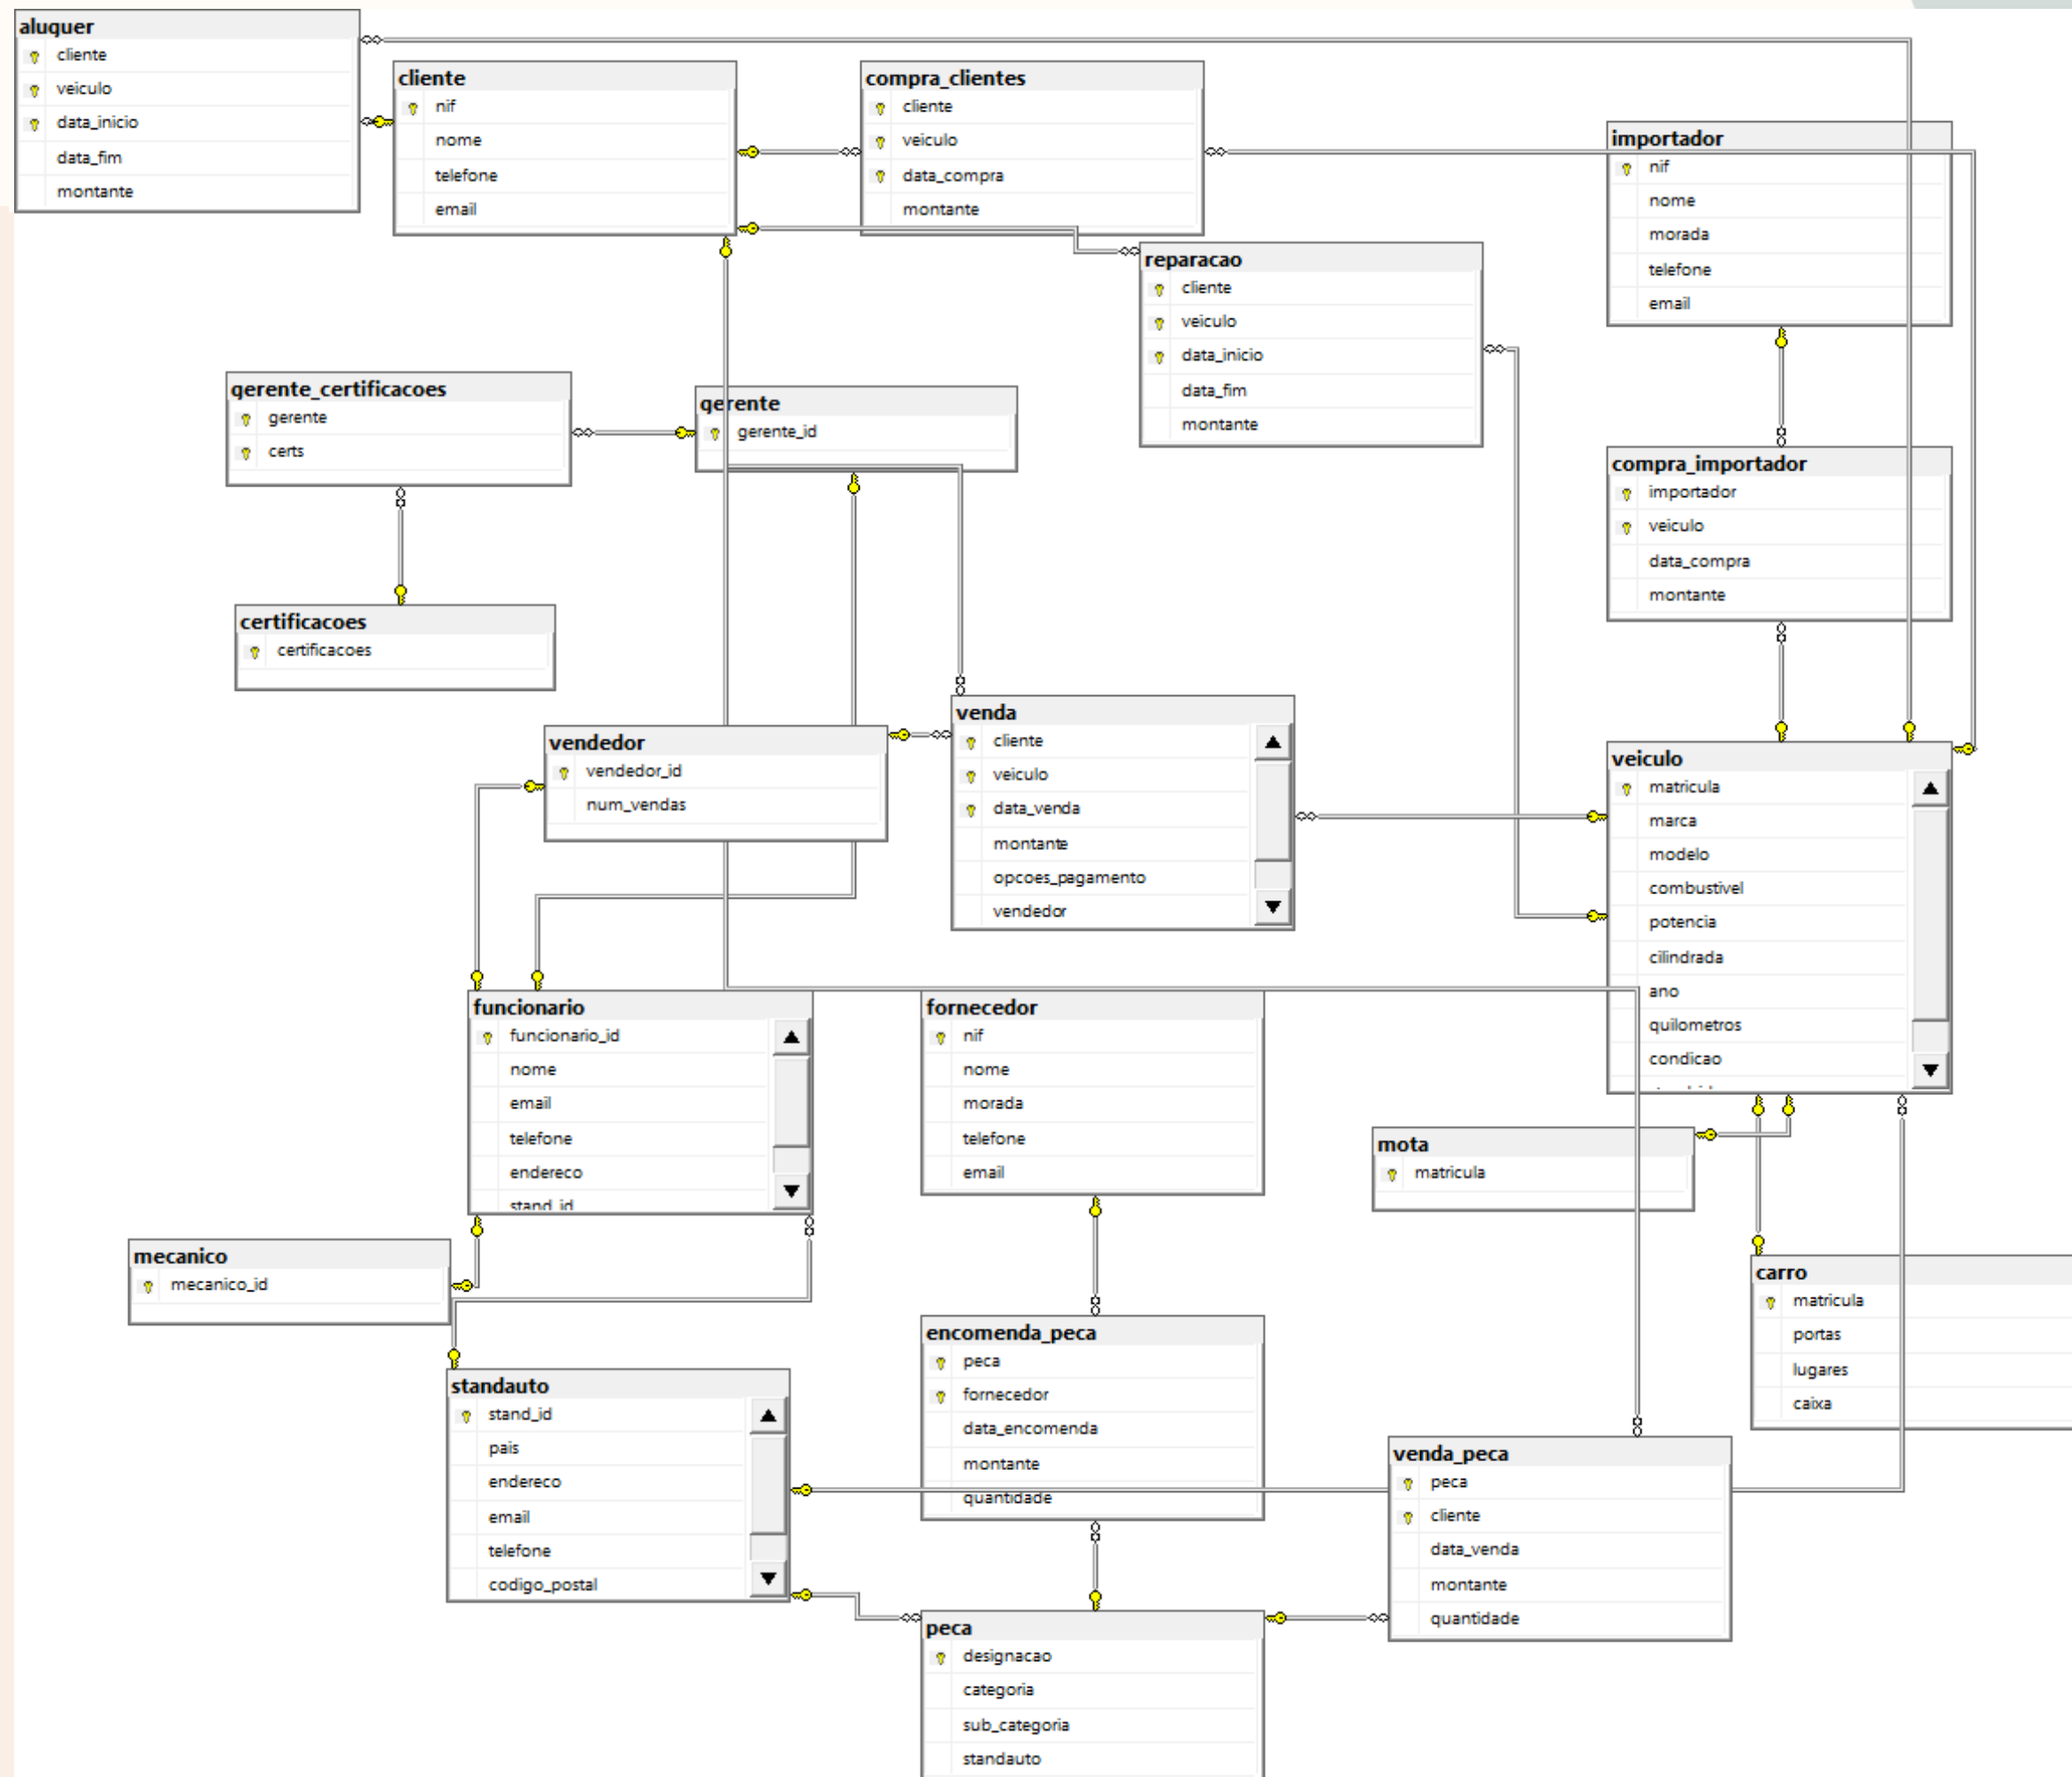 aluguer
cliente
veiculo
data_inicio
data_fim
montante
cliente
nif
nome
telefone
email
compra_clientes
cliente
veiculo
data_compra
montante
importador
nif
nome
morada
telefone
email
reparacao
cliente
veiculo
data_inicio
data_fim
montante
gerente_certificacoes
gerente
certs
gerente
gerente_id
compra_importador
importador
veiculo
data_compra
montante
certificacoes
certificacoes
vendedor
vendedor_id
num_vendas
venda
cliente
veiculo
data_venda
montante
opcoes_pagamento
vendedor
veiculo
matricula
marca
modelo
combustivel
potencia
cilindrada
ano
quilometros
condicao
funcionario
funcionario_id
nome
email
telefone
endereco
stand_id
fornecedor
nif
nome
morada
telefone
email
mota
matricula
mecanico
mecanico_id
carro
matricula
portas
lugares
caixa
encomenda_peca
peca
fornecedor
data_encomenda
montante
quantidade
standauto
stand_id
pais
endereco
email
telefone
codigo_postal
venda_peca
peca
cliente
data_venda
montante
quantidade
peca
designacao
categoria
sub_categoria
standauto